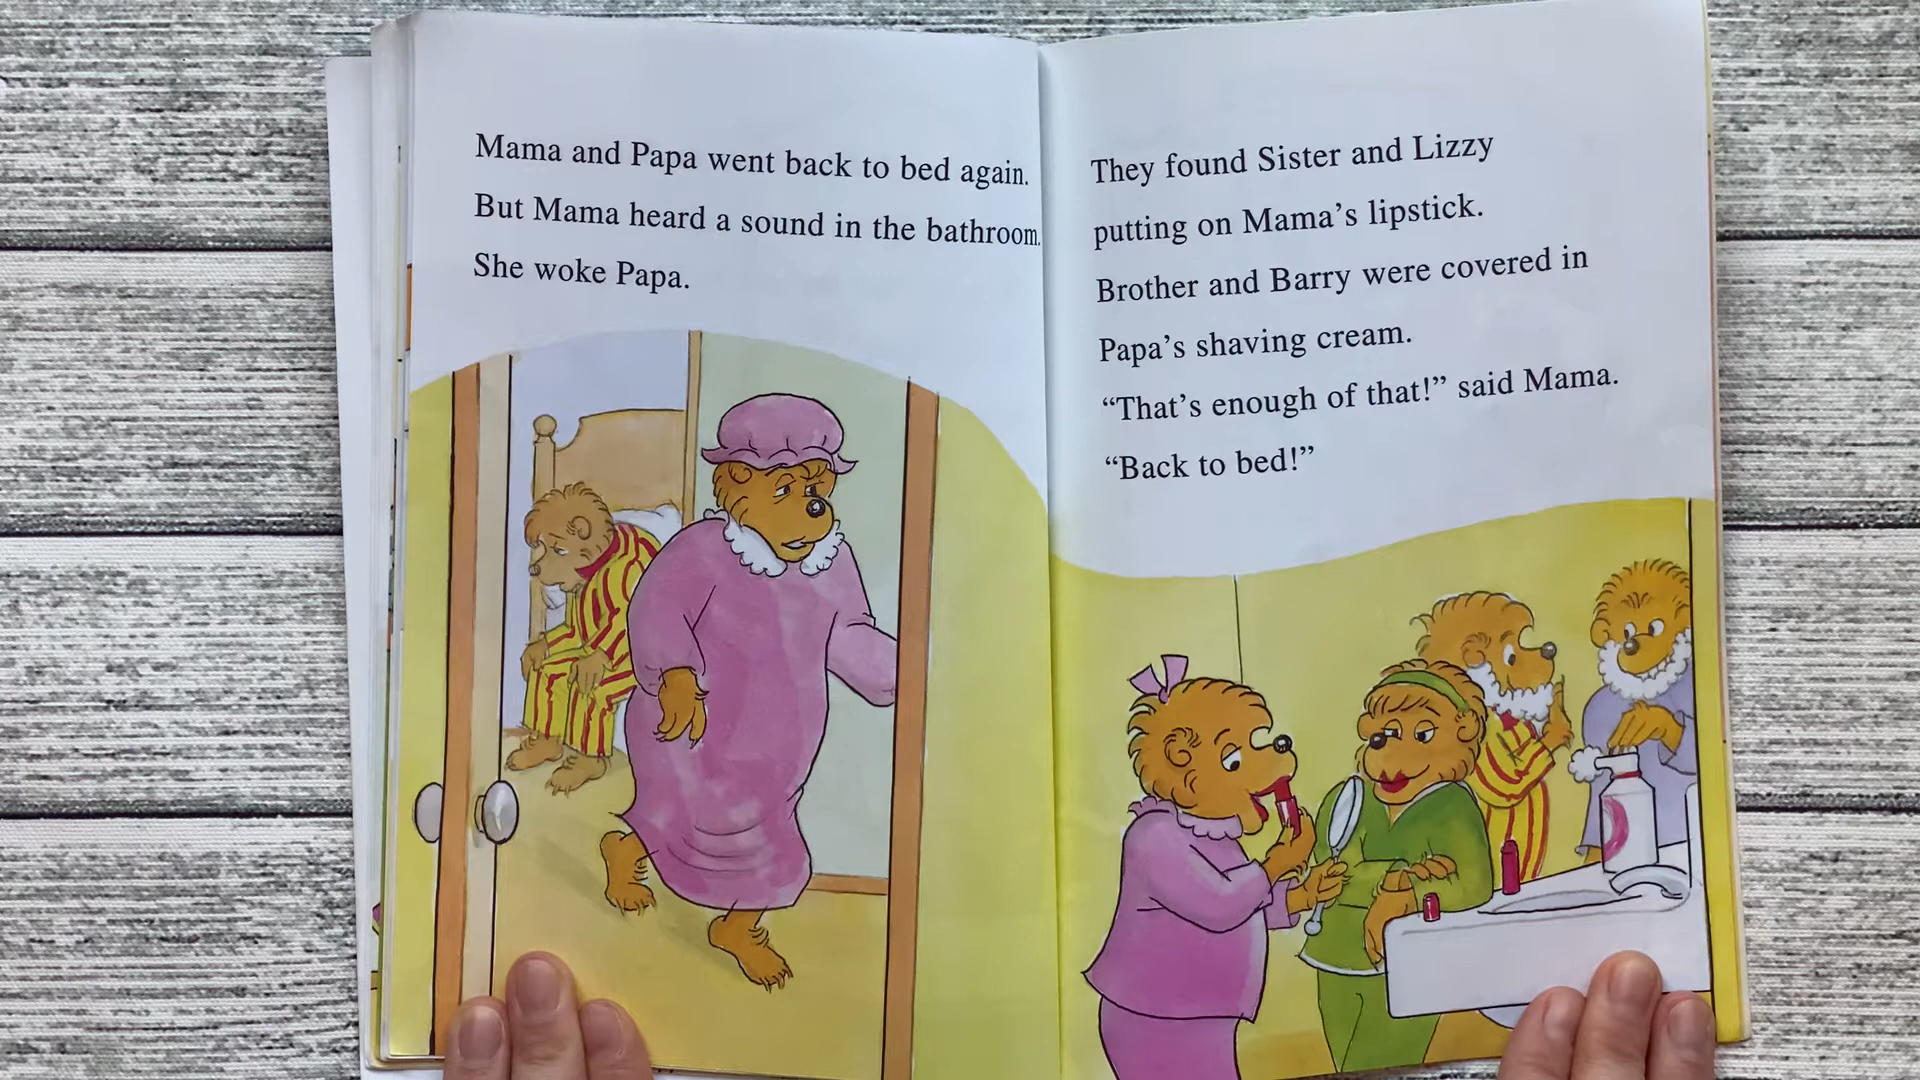 Mama and Papa went back to bed again.
But Mama heard a sound in the bathroom.
She woke Papa.
They found Sister and Lizzy
putting on Mama’s lipstick.
Brother and Barry were covered in
Papa’s shaving cream.
“That’s enough of that!” said Mama.
“Back to bed!”